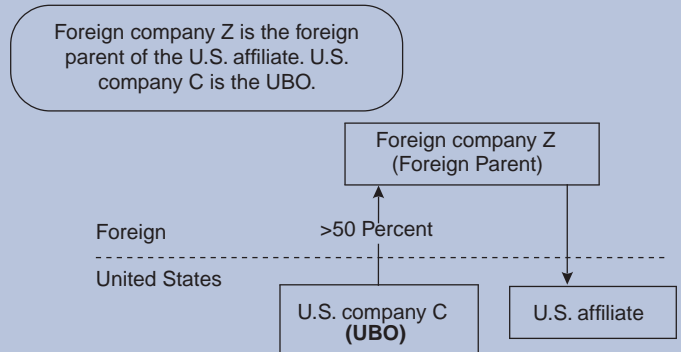 Foreign company Z is the foreign
parent of the U.S. affiliate. U.S.
company C is the UBO.
Foreign company Z
(Foreign Parent)
Foreign
>50 Percent
United States
U.S. company C
(UBO)
U.S. affiliate